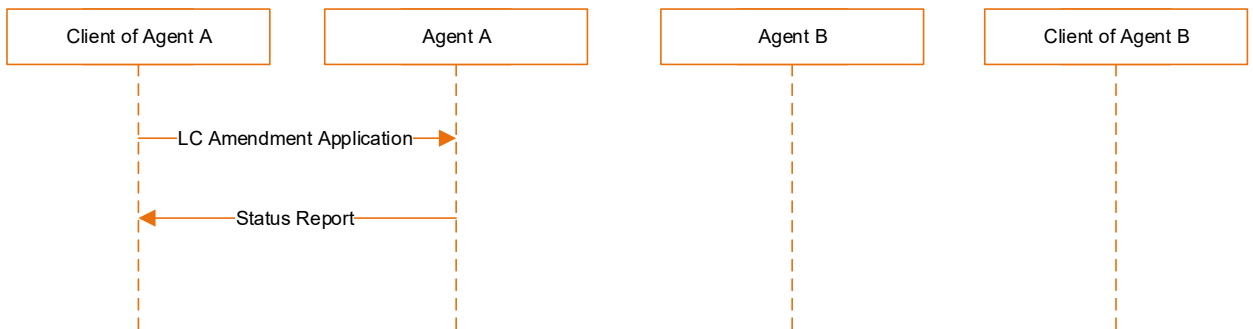 Client of Agent A
Agent A
Agent B
Client of Agent B
LC Amendment Application
Status Report